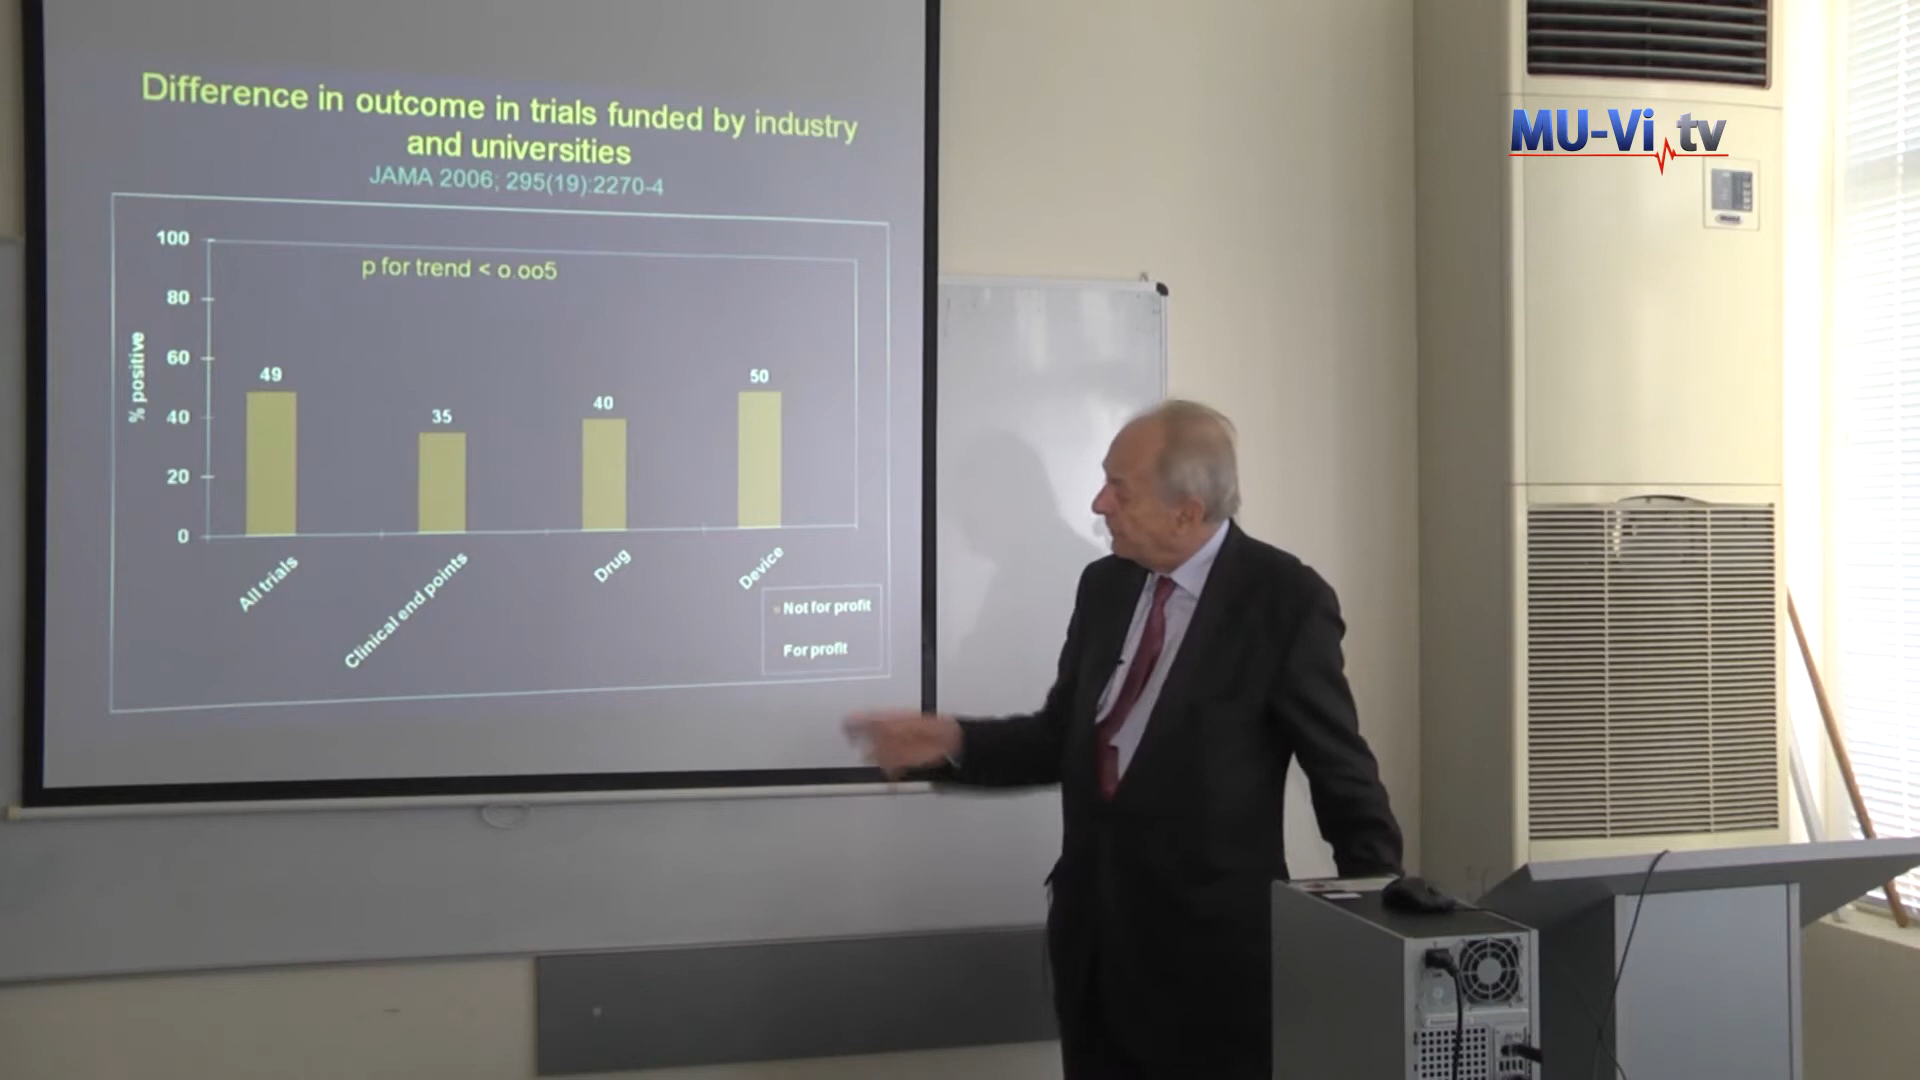 Difference in outcome in trials funded by industry
and universities
JAMA 2006; 295(19):2270-4
p for trend < o.oo5
% positive
100
80
60
40
20
0
49
35
40
50
All trials
Clinical end points
Drug
Device
Not for profit
For profit
MU-Vi tv